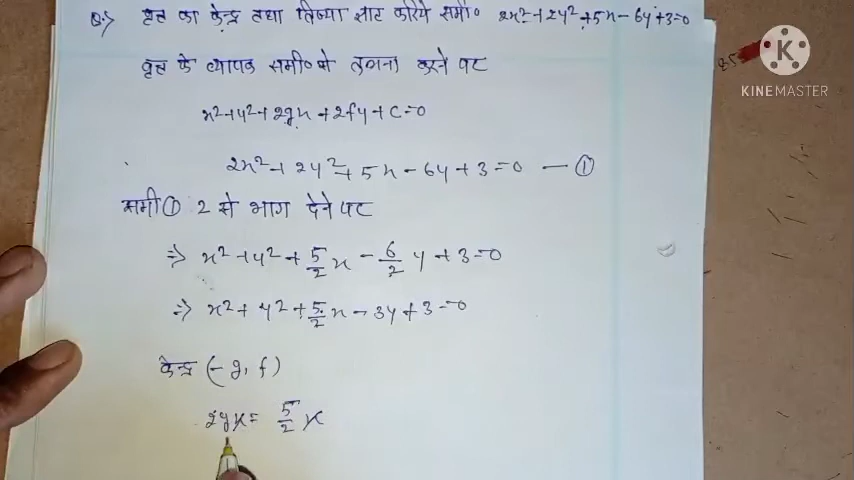 Q.⇒ वृत्त का केन्द्र तथा त्रिज्या ज्ञात करिये समी० 2x²+2y²+5x-6y+3=0
KINEMASTER
वृत्त के व्यापक समी० से तुलना करने पर
x²+y²+2gx+2fy+c=0
2x²+2y²+5x-6y+3=0 — ①
समी ① 2 से भाग देने पर
⇒ x²+y²+5/2x-6/2y+3=0
⇒ x²+y²+5/2x-3y+3=0
केन्द्र (-g, f)
2gx= 5/2 x